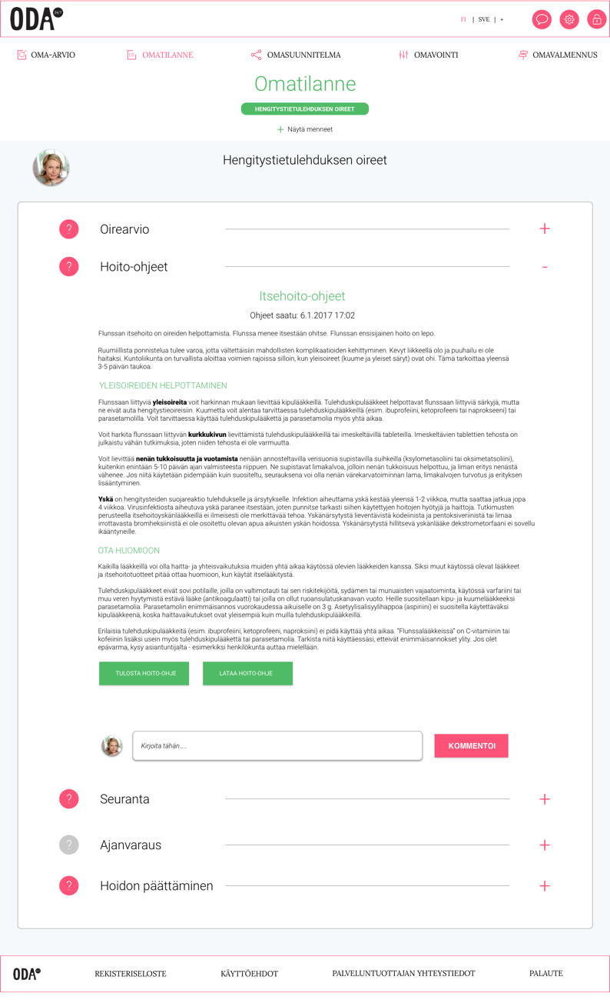 ODA 24/7
FI | SVE | +
OMA-ARVIO OMATILANNE OMASUUNNITELMA OMAVOINTI OMAVALMENNUS
Omatilanne
HENGITYSTIETULEHDUKSEN OIREET
+ Näytä menneet
Hengitystietulehduksen oireet
? Oirearvio +
? Hoito-ohjeet -
Itsehoito-ohjeet
Ohjeet saatu: 6.1.2017 17:02
Flunssan itsehoito on oireiden helpottamista. Flunssa menee itsestään ohitse. Flunssan ensisijainen hoito on lepo.
Ruumiillista ponnistelua tulee varoa, jotta vältettäisiin mahdollisten komplikaatioiden kehittyminen. Kevyt liikkeellä olo ja puuhailu ei ole
haitaksi. Kuntoliikunta on turvallista aloittaa voimien rajoissa silloin, kun yleisoireet (kuume ja yleiset säryt) ovat ohi. Tämä tarkoittaa yleensä
3-5 päivän taukoa.
YLEISOIREIDEN HELPOTTAMINEN
Flunssaan liittyviä yleisoireita voit harkinnan mukaan lievittää kipulääkkeillä. Tulehduskipulääkkeet helpottavat flunssaan liittyviä särkyjä, mutta
ne eivät auta hengitystieoireisiin. Kuumetta voit alentaa tarvittaessa tulehduskipulääkkeillä (esim. ibuprofeiini, ketoprofeeni tai naprokseeni) tai
parasetamolilla. Voit tarvittaessa käyttää tulehduskipulääkettä ja parasetamolia myös yhtä aikaa.
Voit harkita flunssaan liittyvän kurkkukivun lievittämistä tulehduskipulääkkeillä tai imeskeltävillä tableteilla. Imeskeltävien tablettien tehosta on
julkaistu vähän tutkimuksia, joten niiden tehosta ei ole varmuutta.
Voit lievittää nenän tukkoisuutta ja vuotamista nenään annosteltavilla verisuonia supistavilla suihkeilla (ksylometasoliini tai oksimetatsoliini),
kuitenkin enintään 5-10 päivän ajan valmisteesta riippuen. Ne supistavat limakalvoa, jolloin nenän tukkoisuus helpottuu, ja liman eritys nenästä
vähenee. Jos niitä käytetään pidempään kuin suositeltu, seurauksena voi olla nenän värekarvatoiminnan lama, limakalvojen turvotus ja erityksen
lisääntyminen.
Yskä on hengitysteiden suojareaktio tulehdukselle ja ärsytykselle. Infektion aiheuttama yskä kestää yleensä 1-2 viikkoa, mutta saattaa jatkua jopa
4 viikkoa. Virusinfektiosta aiheutuva yskä paranee itsestään, joten punnitse tarkasti siihen käytettyjen hoitojen hyötyjä ja haittoja. Tutkimusten
perusteella itsehoitoyskänlääkkeillä ei ilmeisesti ole merkittävää tehoa. Yskänärsytystä lieventävistä kodeinista ja pentoksiveriinistä tai limaa
irrottavasta bromheksiinistä ei ole osoitettu olevan apua aikuisten yskän hoidossa. Yskänärsytystä hillitsevä yskänlääke dekstrometorfaani ei sovellu
ikääntyneille.
OTA HUOMIOON
Kaikilla lääkkeillä voi olla haitta- ja yhteisvaikutuksia muiden yhtä aikaa käytössä olevien lääkkeiden kanssa. Siksi muut käytössä olevat lääkkeet
ja itsehoitotuotteet pitää ottaa huomioon, kun käytät itselääkitystä.
Tulehduskipulääkkeet eivät sovi potilaille, joilla on valtimotauti tai sen riskitekijöitä, sydämen tai munuaisten vajaatoiminta, käytössä varfariini tai
muu veren hyytymistä estävä lääke (antikoagulaatti) tai joilla on ollut ruoansulatuskanavan vuoto. Heille suositellaan kipu- ja kuumelääkkeeksi
parasetamolia. Parasetamolin enimmäisannos vuorokaudessa aikuiselle on 3 g. Asetyylisalisyylihappoa (aspiriini) ei suositella käytettäväksi
kipulääkkeenä, koska haittavaikutukset ovat yleisempiä kuin muilla tulehduskipulääkkeillä.
Erilaisia tulehduskipulääkkeitä (esim. ibuprofeiini, ketoprofeeni, naproksiini) ei pidä käyttää yhtä aikaa. "Flunssalääkkeissä" on C-vitamiinin tai
kofeiinin lisäksi usein myös tulehduskipulääkettä tai parasetamolia. Tarkista niitä käyttäessäsi, etteivät enimmäisannokset ylity. Jos olet
epävarma, kysy asiantuntijalta - esimerkiksi henkilökunta auttaa mielellään.
TULOSTA HOITO-OHJE LATAA HOITO-OHJE
Kirjoita tähän....
KOMMENTOI
? Seuranta +
? Ajanvaraus +
? Hoidon päättäminen +
ODA REKISTERISELOSTE KÄYTTÖEHDOT PALVELUNTUOTTAJAN YHTEYSTIEDOT PALAUTE